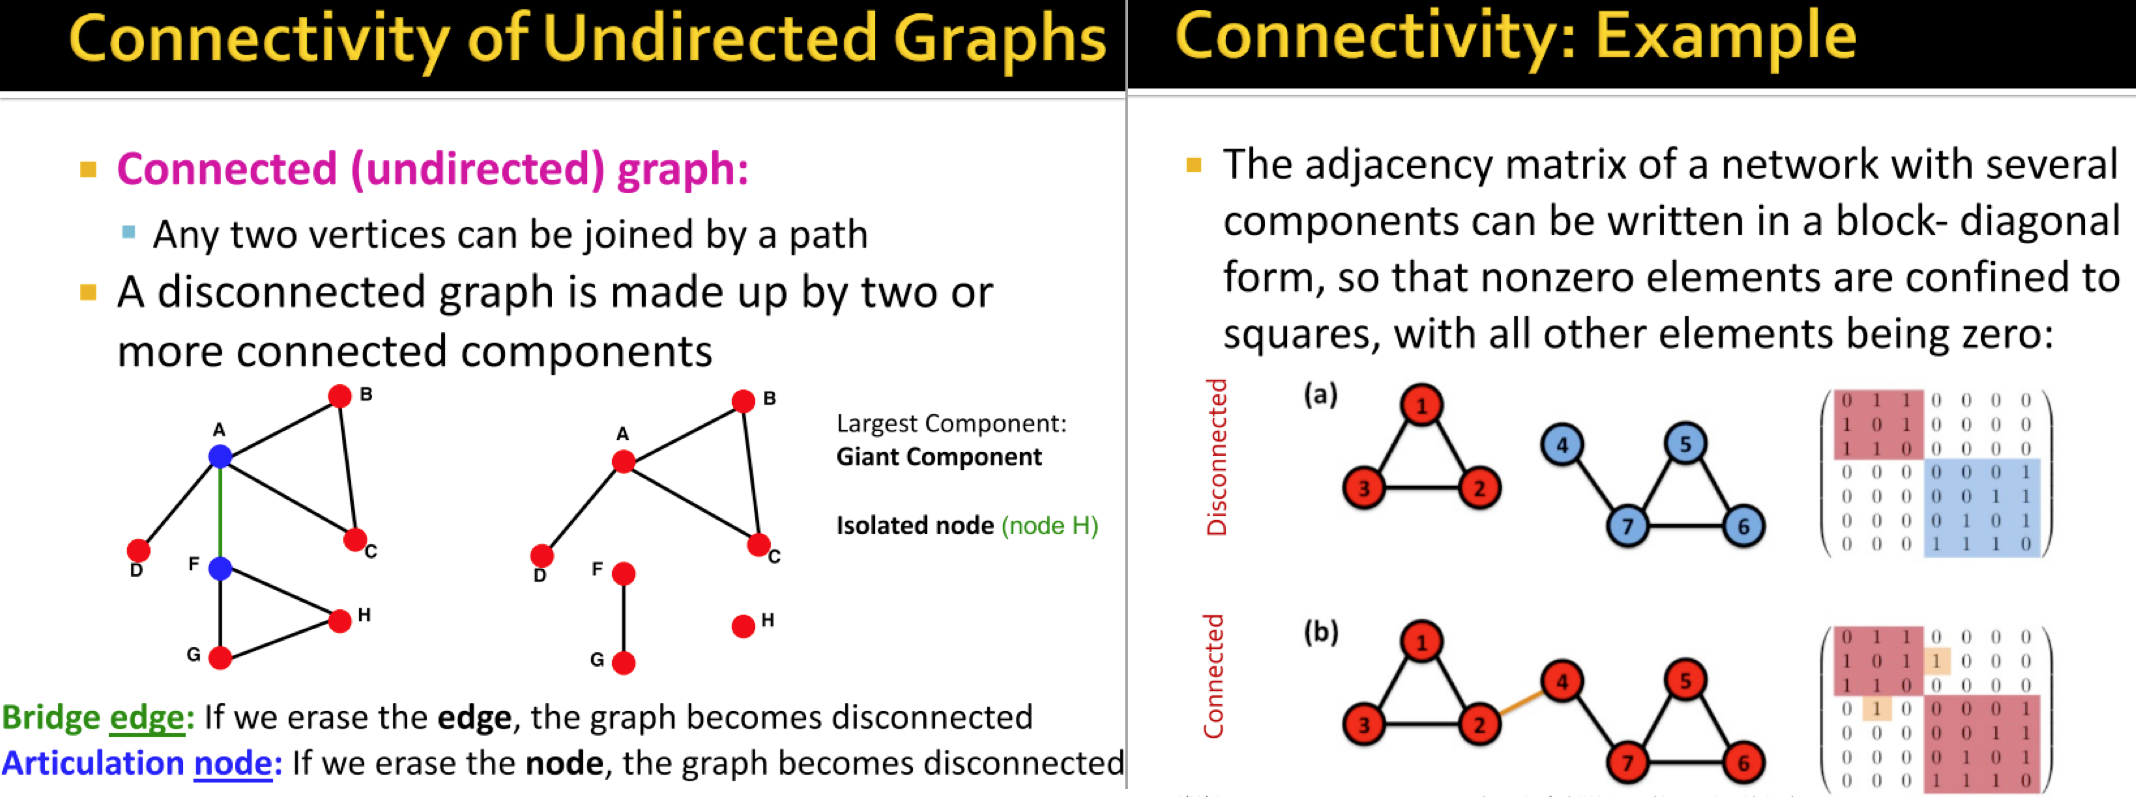 Connectivity of Undirected Graphs
Connected (undirected) graph:
Any two vertices can be joined by a path
A disconnected graph is made up by two or
more connected components
B
A
D
C
F
H
G
B
A
D
C
F
H
G
Largest Component:
Giant Component
Isolated node (node H)
Bridge edge: If we erase the edge, the graph becomes disconnected
Articulation node: If we erase the node, the graph becomes disconnected
Connectivity: Example
The adjacency matrix of a network with several
components can be written in a block- diagonal
form, so that nonzero elements are confined to
squares, with all other elements being zero:
Disconnected
(a)
1
3
2
4
5
7
6
0 1 1 0 0 0 0
1 0 1 0 0 0 0
1 1 0 0 0 0 0
0 0 0 0 0 0 1
0 0 0 0 0 1 1
0 0 0 0 1 0 1
0 0 0 1 1 1 0
Connected
(b)
1
3
2
4
5
7
6
0 1 1 0 0 0 0
1 0 1 1 0 0 0
1 1 0 0 0 0 0
0 1 0 0 0 0 1
0 0 0 0 0 1 1
0 0 0 0 1 0 1
0 0 0 1 1 1 0